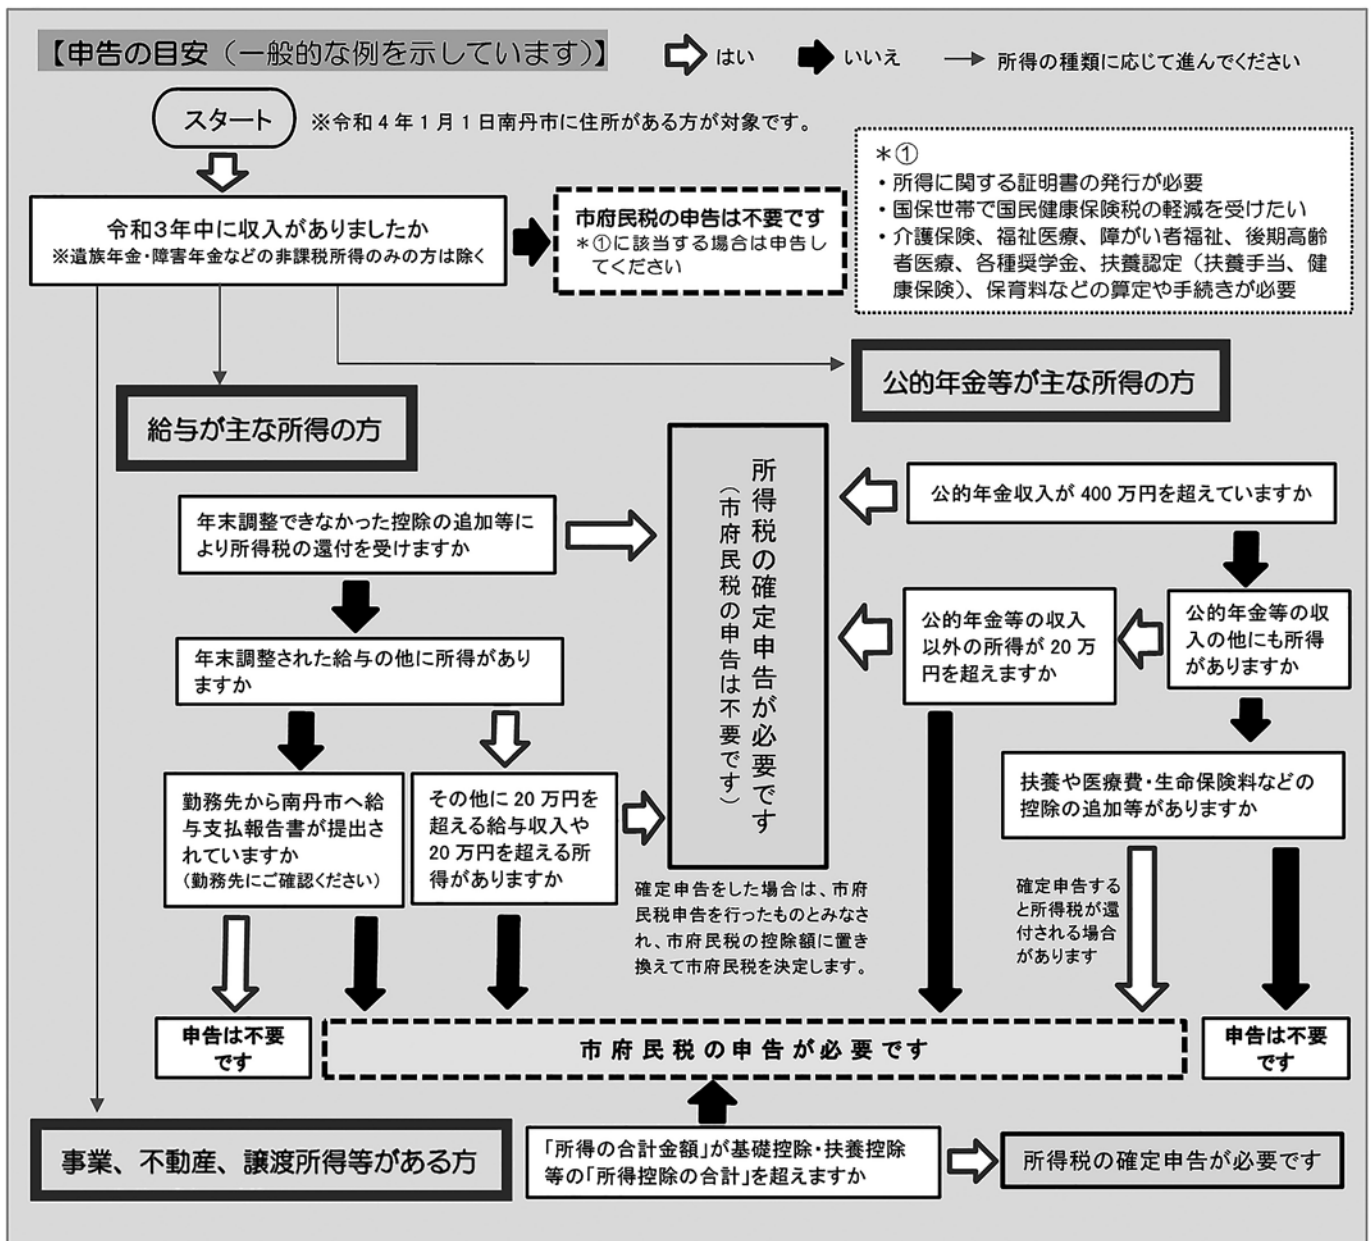 【申告の目安（一般的な例を示しています）】
はい
いいえ
所得の種類に応じて進んでください
スタート
※令和４年１月１日南丹市に住所がある方が対象です。
令和３年中に収入がありましたか
※遺族年金・障害年金などの非課税所得のみの方は除く
市府民税の申告は不要です
＊①に該当する場合は申告し
てください
＊①
・所得に関する証明書の発行が必要
・国保世帯で国民健康保険税の軽減を受けたい
・介護保険、福祉医療、障がい者福祉、後期高齢
者医療、各種奨学金、扶養認定（扶養手当、健
康保険）、保育料などの算定や手続きが必要
給与が主な所得の方
公的年金等が主な所得の方
年末調整できなかった控除の追加等に
より所得税の還付を受けますか
年末調整された給与の他に所得があり
ますか
勤務先から南丹市へ給
与支払報告書が提出さ
れていますか
（勤務先にご確認ください）
その他に 20 万円を
超える給与収入や
20 万円を超える所
得がありますか
所得税の確定申告が必要です
（市府民税の申告は不要です）
確定申告をした場合は、市府
民税申告を行ったものとみなさ
れ、市府民税の控除額に置き
換えて市府民税を決定します。
公的年金収入が 400 万円を超えていますか
公的年金等の収
入の他にも所得
がありますか
公的年金等の収入
以外の所得が 20 万
円を超えますか
扶養や医療費・生命保険料などの
控除の追加等がありますか
確定申告する
と所得税が還
付される場合
があります
申告は不要
です
市府民税の申告が必要です
申告は不要
です
事業、不動産、譲渡所得等がある方
「所得の合計金額」が基礎控除・扶養控除
等の「所得控除の合計」を超えますか
所得税の確定申告が必要です